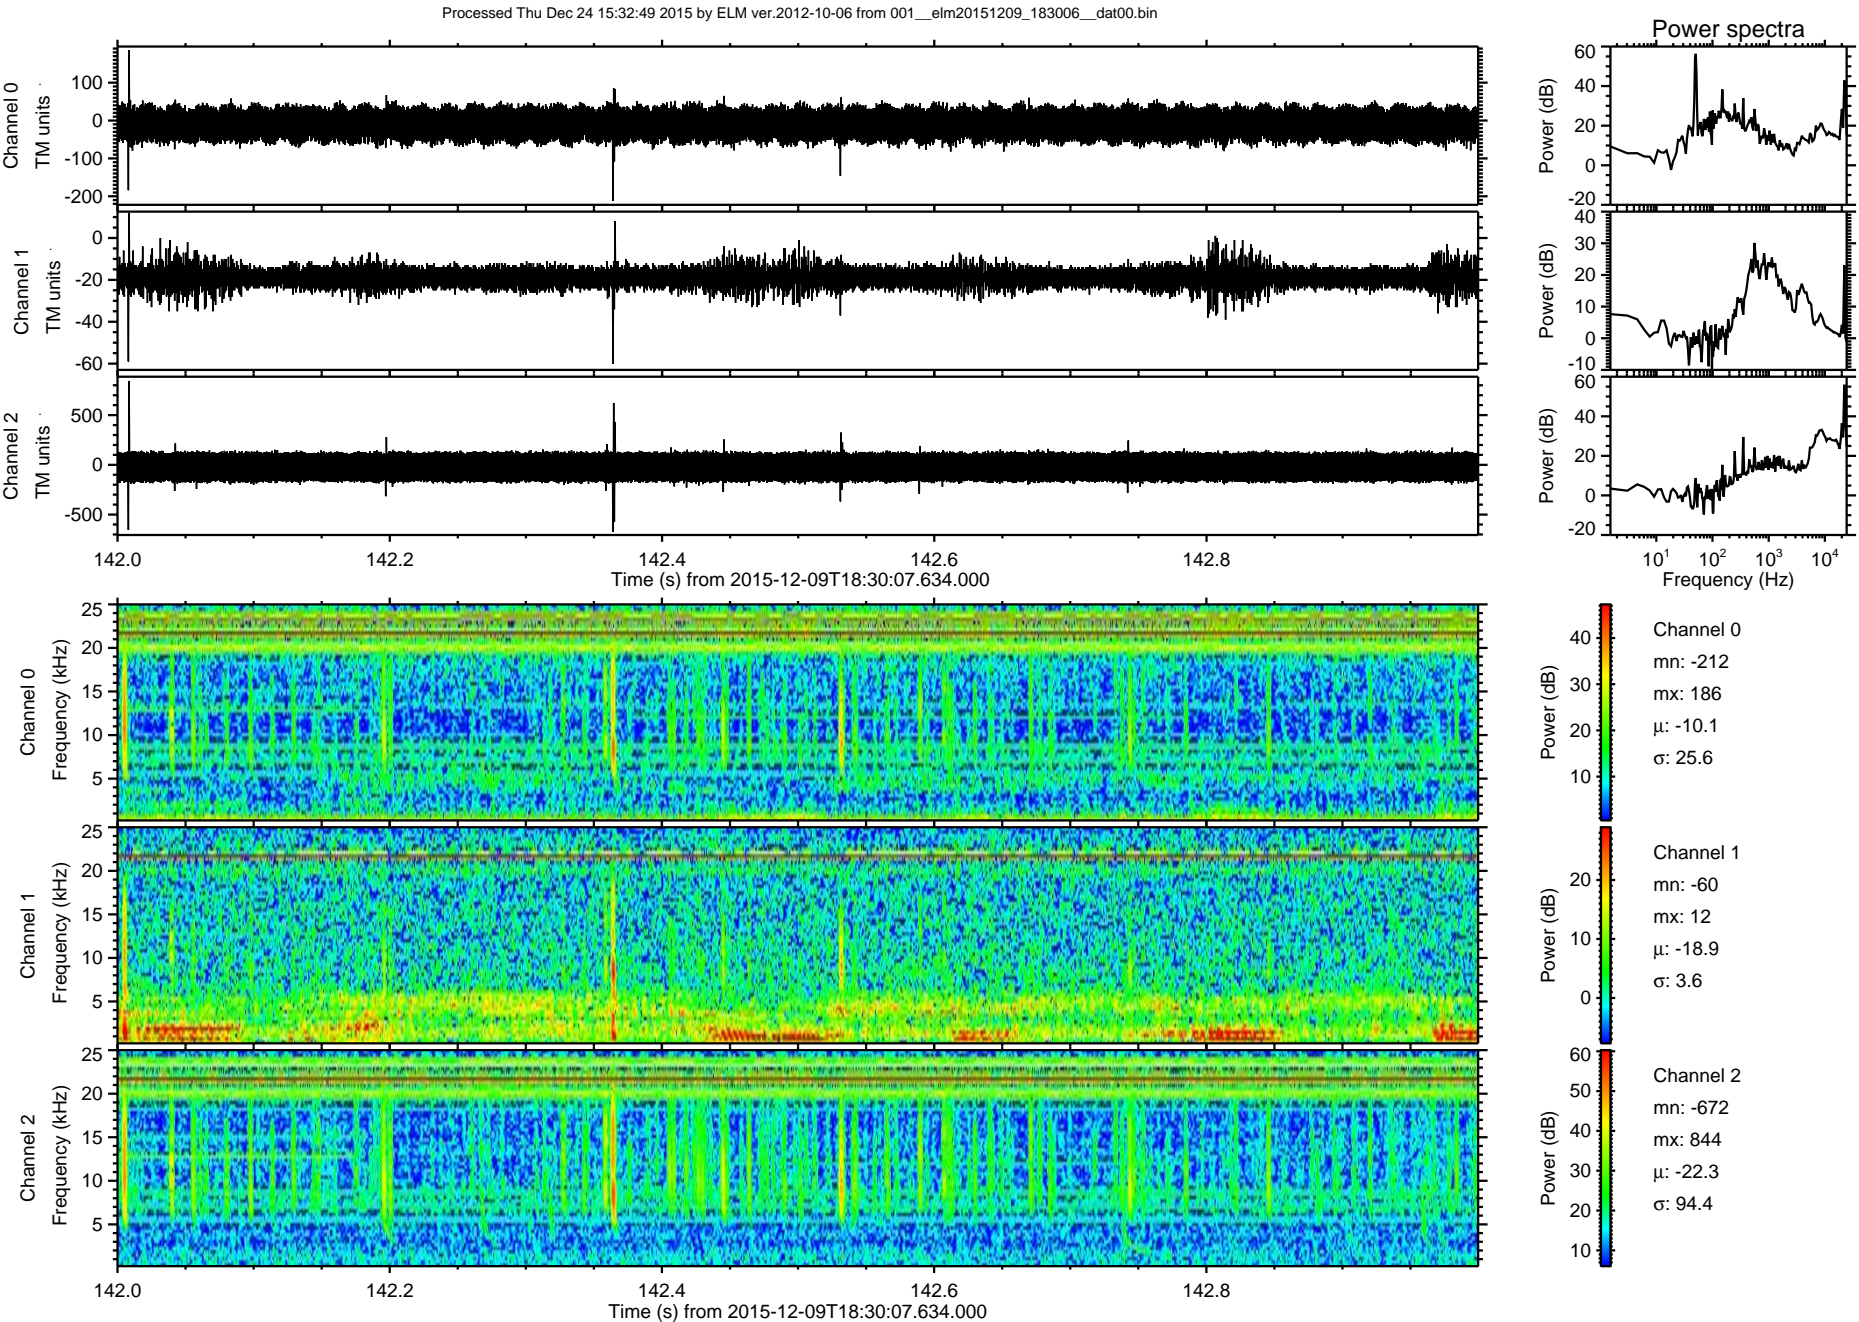 Processed Thu Dec 24 15:32:49 2015 by ELM ver.2012-10-06 from 001__elm20151209_183006__dat00.bin
Power spectra
Channel 0
TM units
100
0
-100
-200
Power (dB)
60
40
20
0
-20
Channel 1
TM units
0
-20
-40
-60
Power (dB)
40
30
20
10
0
-10
Channel 2
TM units
500
0
-500
Power (dB)
60
40
20
0
-20
142.0 142.2 142.4 142.6 142.8
Time (s) from 2015-12-09T18:30:07.634.000
10¹ 10² 10³ 10⁴
Frequency (Hz)
Channel 0
Frequency (kHz)
25
20
15
10
5
Power (dB)
40
30
20
10
Channel 0
mn: -212
mx: 186
μ: -10.1
σ: 25.6
Channel 1
Frequency (kHz)
25
20
15
10
5
Power (dB)
20
10
0
Channel 1
mn: -60
mx: 12
μ: -18.9
σ: 3.6
Channel 2
Frequency (kHz)
25
20
15
10
5
Power (dB)
60
50
40
30
20
10
Channel 2
mn: -672
mx: 844
μ: -22.3
σ: 94.4
142.0 142.2 142.4 142.6 142.8
Time (s) from 2015-12-09T18:30:07.634.000